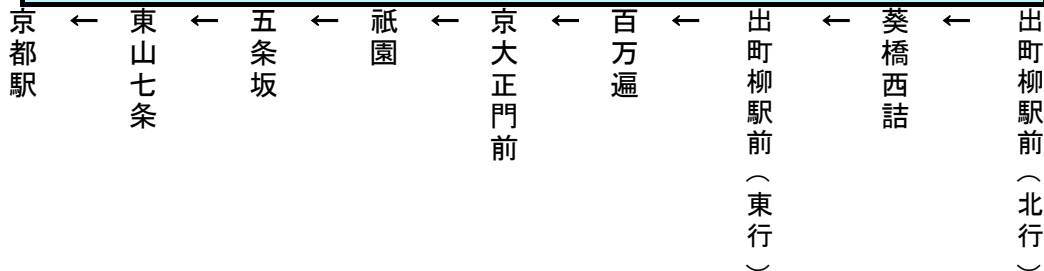 出町柳駅前（北行）
←
葵橋西詰
←
出町柳駅前（東行）
←
百万遍
←
京大正門前
←
祇園
←
五条坂
←
東山七条
←
京都駅